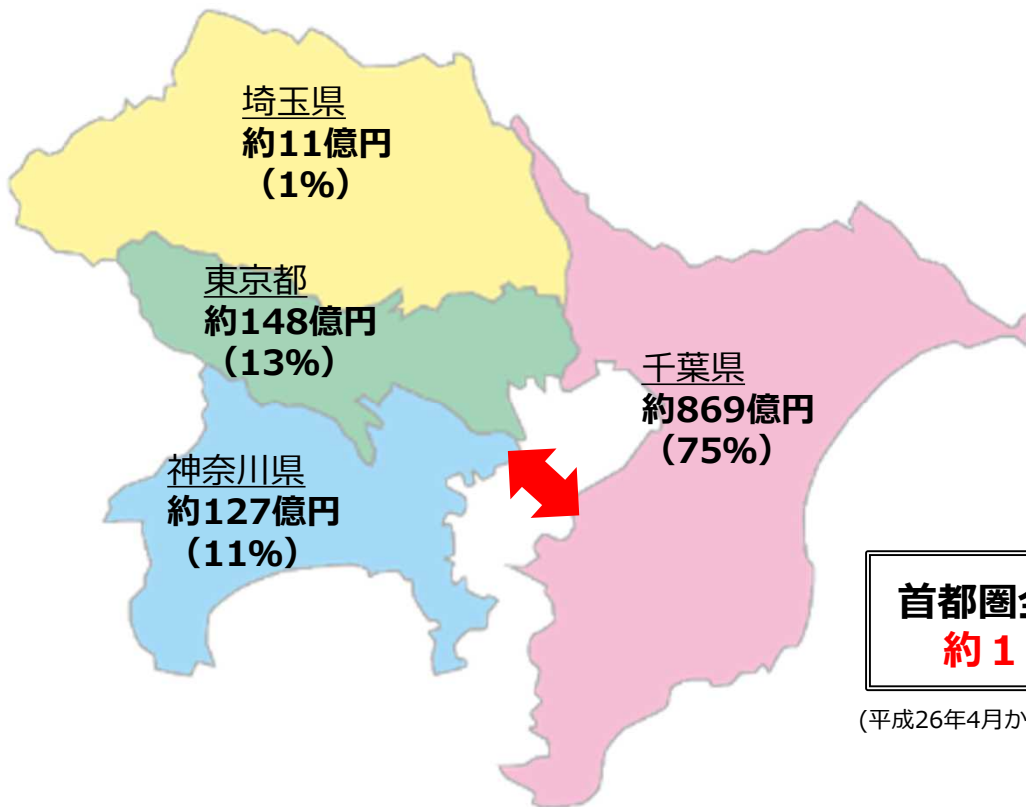 埼玉県
約11億円
（1%）
東京都
約148億円
（13%）
千葉県
約869億円
（75%）
神奈川県
約127億円
（11%）
首都圏
約１
(平成26年4月か